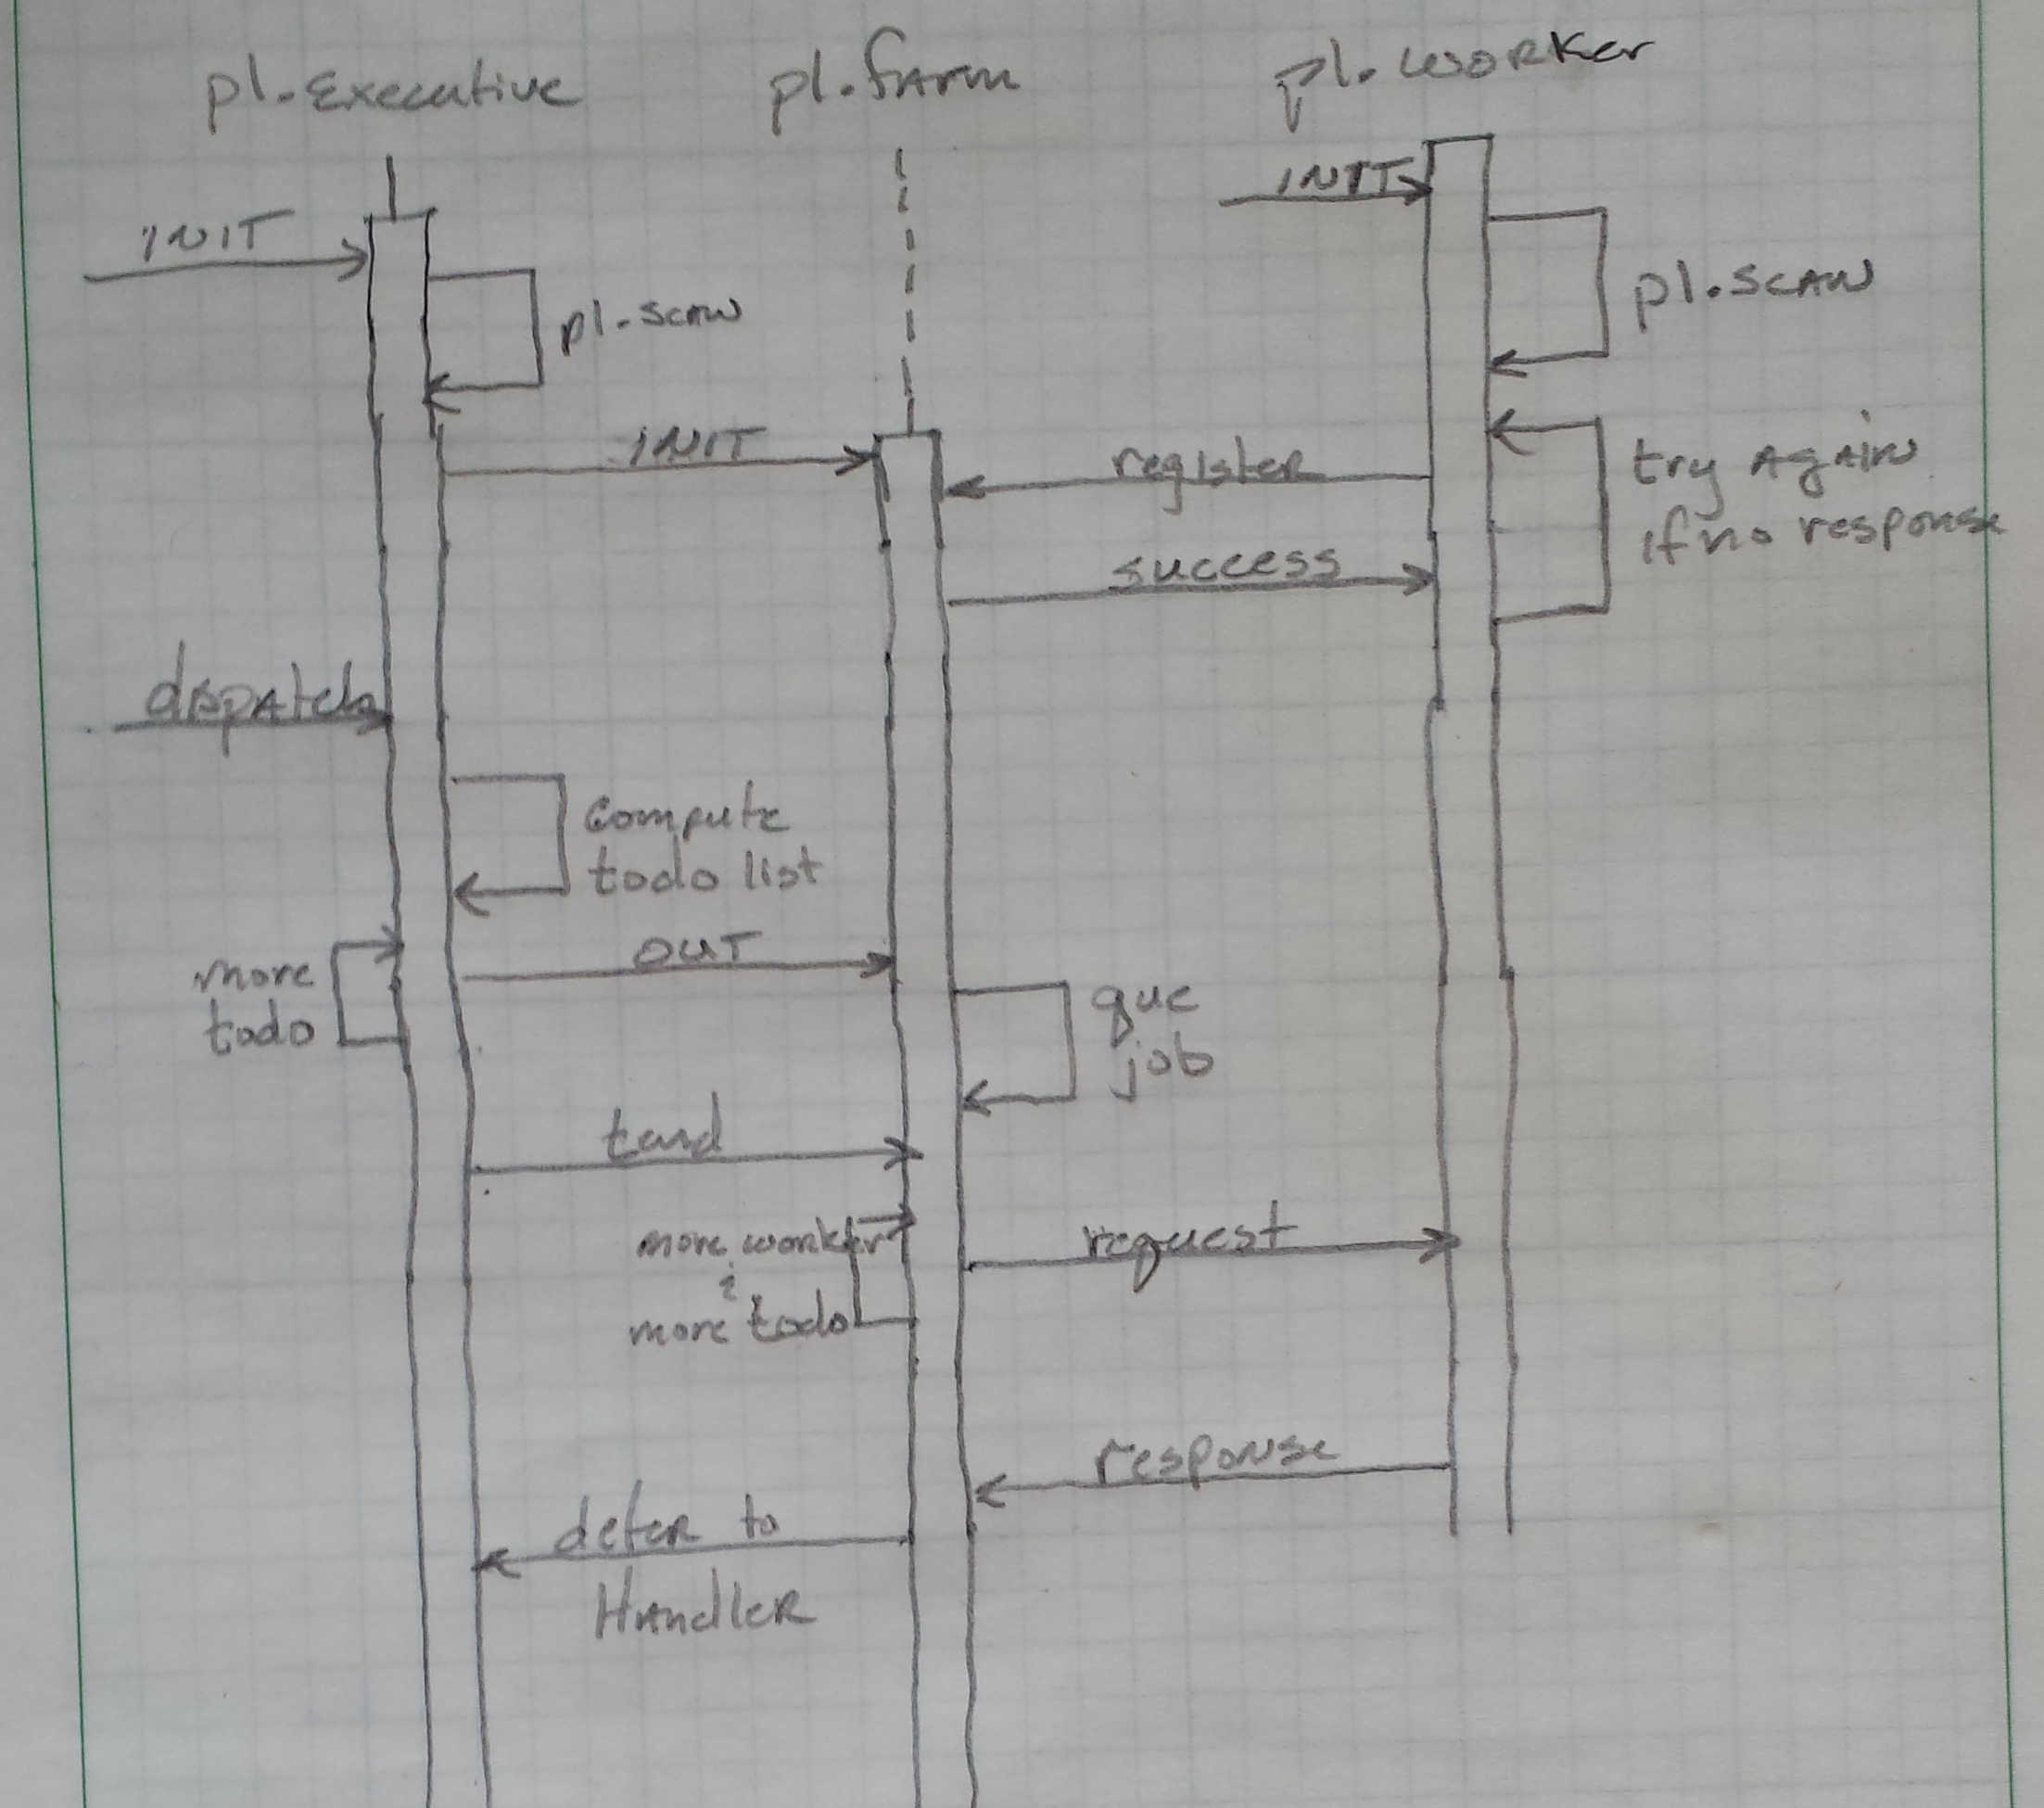 pl.Executive
pl.farm
pl.worker
INIT
INIT
pl.scan
pl.scan
INIT
register
try again
if no response
success
dispatch
compute
todo list
out
more
todo
que
job
tend
more worker
&
more todo
request
response
defer to
Handler